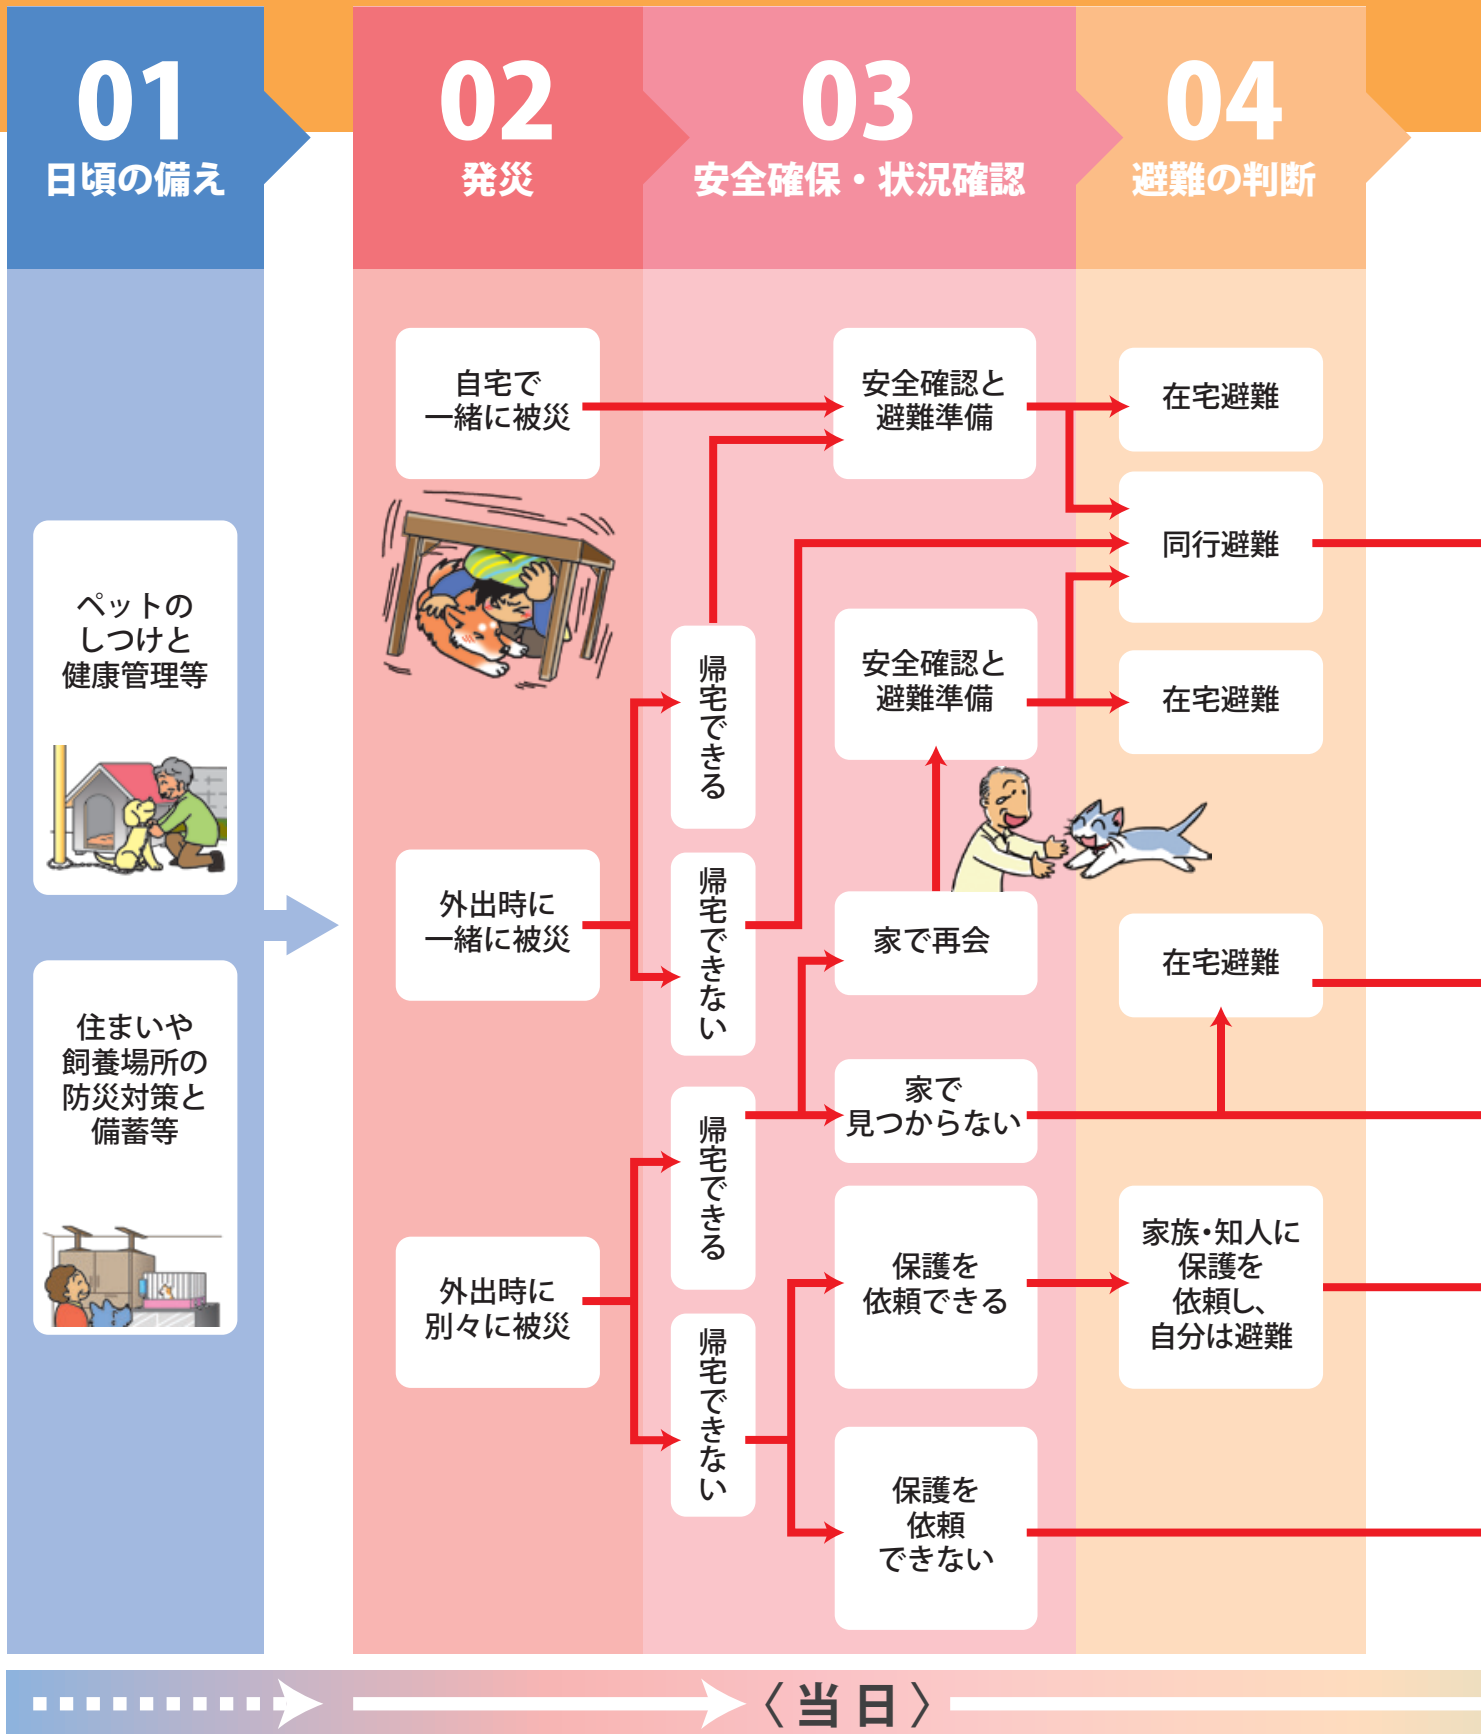 01
日頃の備え
02
発災
03
安全確保・状況確認
04
避難の判断
ペットの
しつけと
健康管理等
住まいや
飼養場所の
防災対策と
備蓄等
自宅で
一緒に被災
外出時に
一緒に被災
外出時に
別々に被災
帰宅できる
帰宅できない
帰宅できる
帰宅できない
安全確認と
避難準備
安全確認と
避難準備
家で再会
家で
見つからない
保護を
依頼できる
保護を
依頼
できない
在宅避難
同行避難
在宅避難
在宅避難
家族・知人に
保護を
依頼し、
自分は避難
〈当日〉